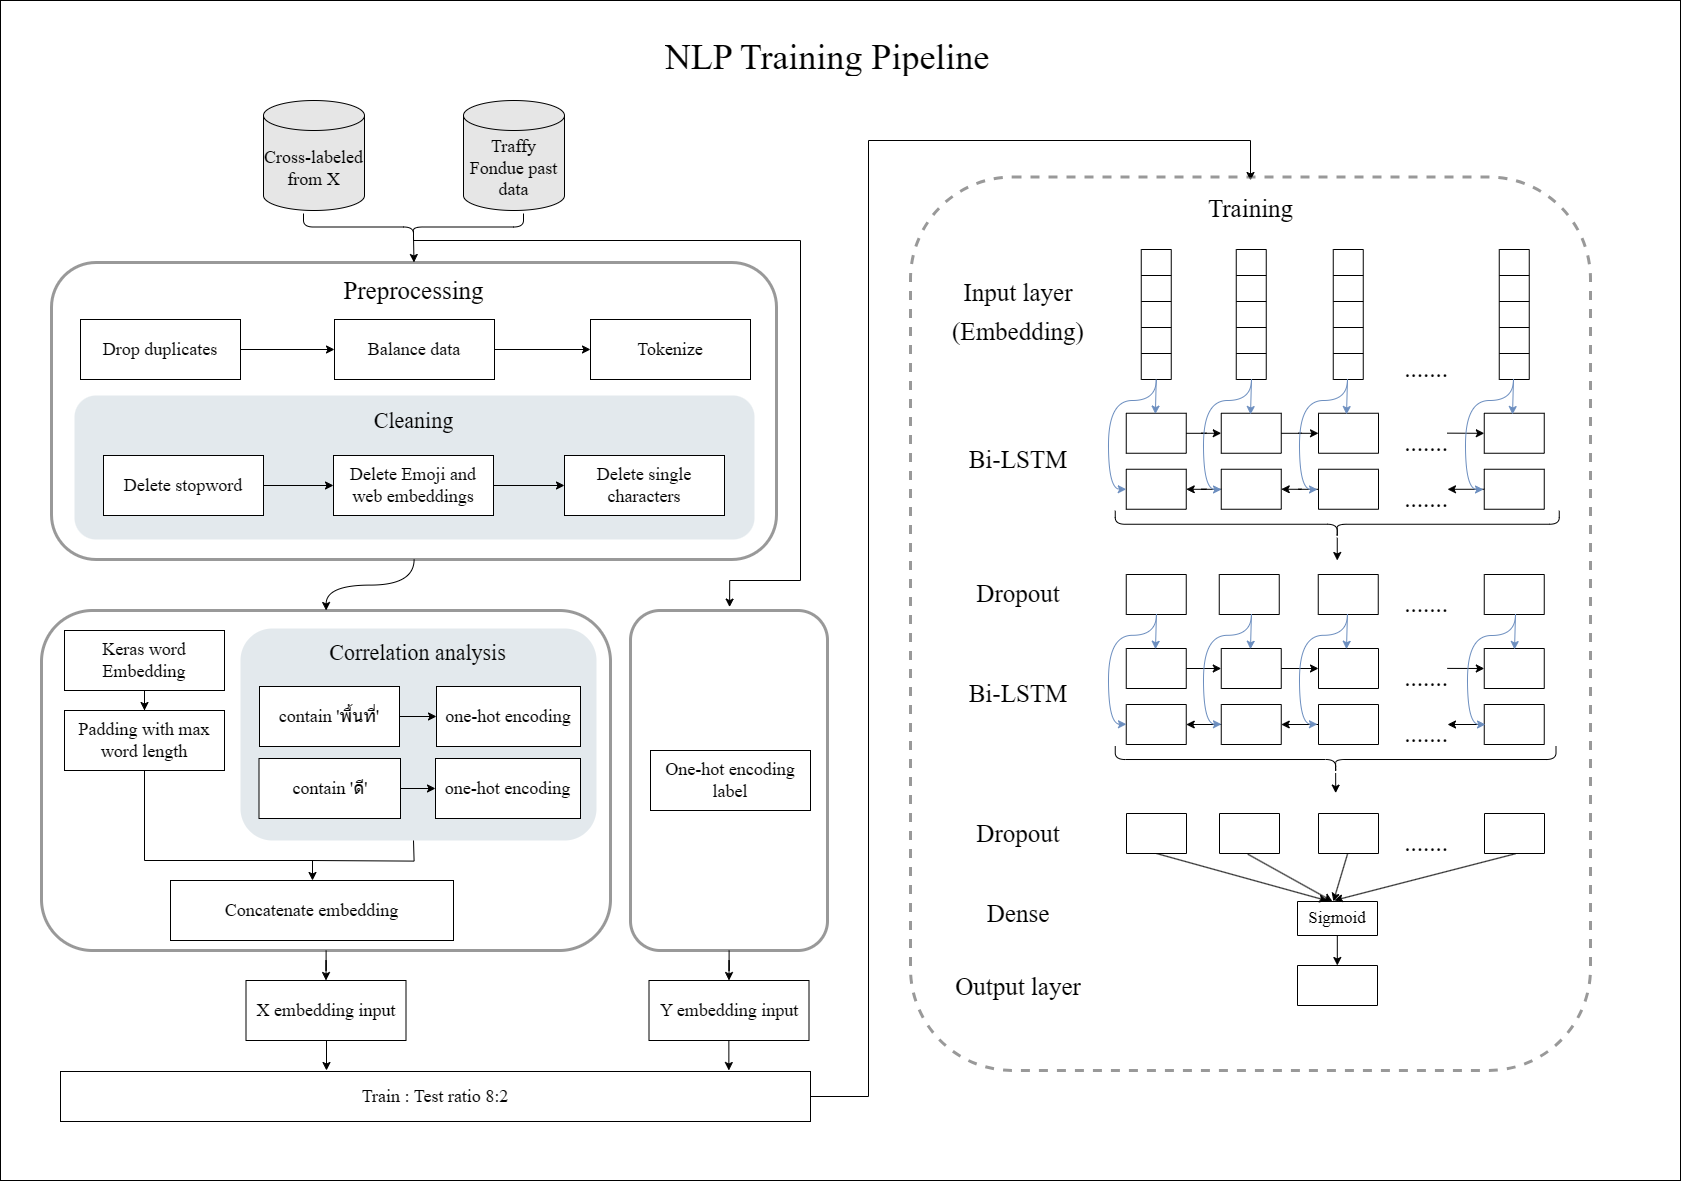 NLP Training Pipeline
Cross-labeled
from X
Traffy
Fondue past
data
Preprocessing
Drop duplicates
Balance data
Tokenize
Cleaning
Delete stopword
Delete Emoji and
web embeddings
Delete single
characters
Keras word
Embedding
Padding with max
word length
Correlation analysis
contain 'พื้นที่'
one-hot encoding
contain 'ดี'
one-hot encoding
Concatenate embedding
One-hot encoding
label
X embedding input
Y embedding input
Train : Test ratio 8:2
Training
Input layer
(Embedding)
.......
Bi-LSTM
.......
.......
Dropout
.......
Bi-LSTM
.......
.......
Dropout
.......
Dense
Sigmoid
Output layer